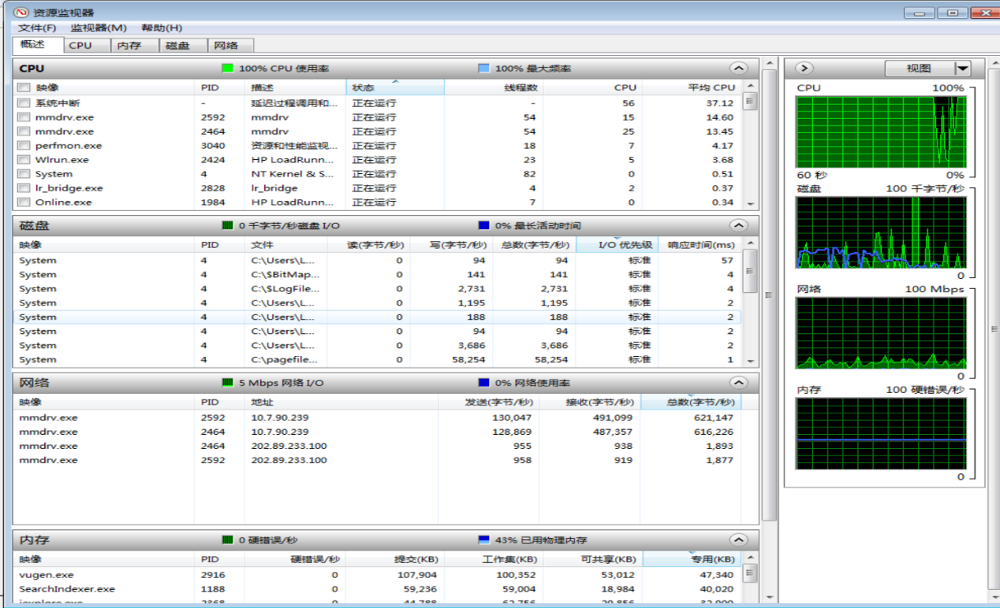 资源监视器
文件(F) 监视器(M) 帮助(H)
概述 CPU 内存 磁盘 网络
CPU 100% CPU 使用率 100% 最大频率
映像 PID 描述 状态 线程数 CPU 平均 CPU
系统中断 - 延迟过程调用和... 正在运行 - 56 37.12
mmdrv.exe 2592 mmdrv 正在运行 54 15 14.60
mmdrv.exe 2464 mmdrv 正在运行 54 25 13.45
perfmon.exe 3040 资源和性能监视... 正在运行 18 7 4.17
Wlrun.exe 2424 HP LoadRunn... 正在运行 23 5 3.68
System 4 NT Kernel & S... 正在运行 82 0 0.51
lr_bridge.exe 2828 lr_bridge 正在运行 4 2 0.37
Online.exe 1984 HP LoadRunn... 正在运行 7 0 0.34
磁盘 0 千字节/秒磁盘 I/O 0% 最长活动时间
映像 PID 文件 读(字节/秒) 写(字节/秒) 总数(字节/秒) I/O 优先级 响应时间(ms)
System 4 C:\Users\L... 0 94 94 标准 57
System 4 C:\$BitMap... 0 141 141 标准 4
System 4 C:\$LogFile... 0 2,731 2,731 标准 4
System 4 C:\Users\L... 0 1,195 1,195 标准 2
System 4 C:\Users\L... 0 188 188 标准 2
System 4 C:\Users\L... 0 94 94 标准 2
System 4 C:\Users\L... 0 3,686 3,686 标准 2
System 4 C:\pagefile... 0 58,254 58,254 标准 1
网络 5 Mbps 网络 I/O 0% 网络使用率
映像 PID 地址 发送(字节/秒) 接收(字节/秒) 总数(字节/秒)
mmdrv.exe 2592 10.7.90.239 130,047 491,099 621,147
mmdrv.exe 2464 10.7.90.239 128,869 487,357 616,226
mmdrv.exe 2464 202.89.233.100 955 938 1,893
mmdrv.exe 2592 202.89.233.100 958 919 1,877
内存 0 硬错误/秒 43% 已用物理内存
映像 PID 硬错误/秒 提交(KB) 工作集(KB) 可共享(KB) 专用(KB)
vugen.exe 2916 0 107,904 100,352 53,012 47,340
SearchIndexer.exe 1188 0 59,236 59,004 18,984 40,020
视图
CPU 100%
60 秒 0%
磁盘 100 千字节/秒
0
网络 100 Mbps
0
内存 100 硬错误/秒
0